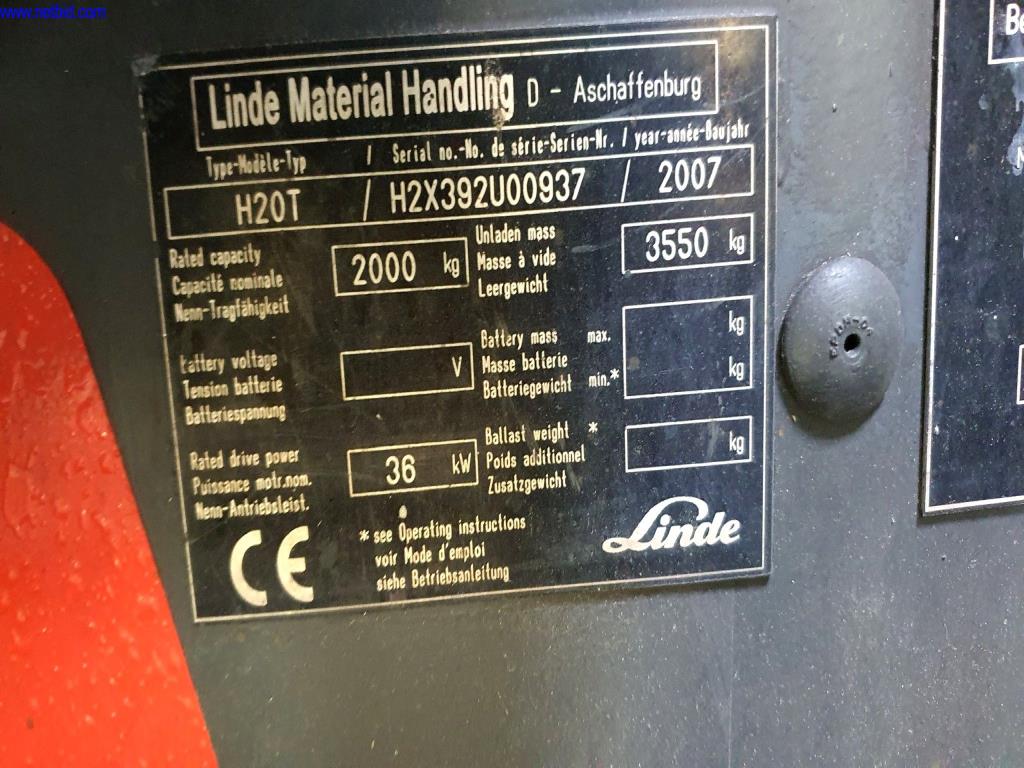 www.netbid.com
Linde Material Handling D - Aschaffenburg
Type-Modèle-Typ / Serial no.-No. de série-Serien-Nr. / year-année-Baujahr
H20T / H2X392U00937 / 2007
Rated capacity
Capacité nominale
Nenn-Tragfähigkeit
2000 kg
Unladen mass
Masse à vide
Leergewicht
3550 kg
Battery voltage
Tension batterie
Batteriespannung
V
Battery mass max.
Masse batterie
Batteriegewicht min.*
kg
kg
Rated drive power
Puissance motr.nom.
Nenn-Antriebsleist.
36 kW
Ballast weight *
Poids additionnel
Zusatzgewicht
kg
CE
* see Operating instructions
voir Mode d'emploi
siehe Betriebsanleitung
Linde